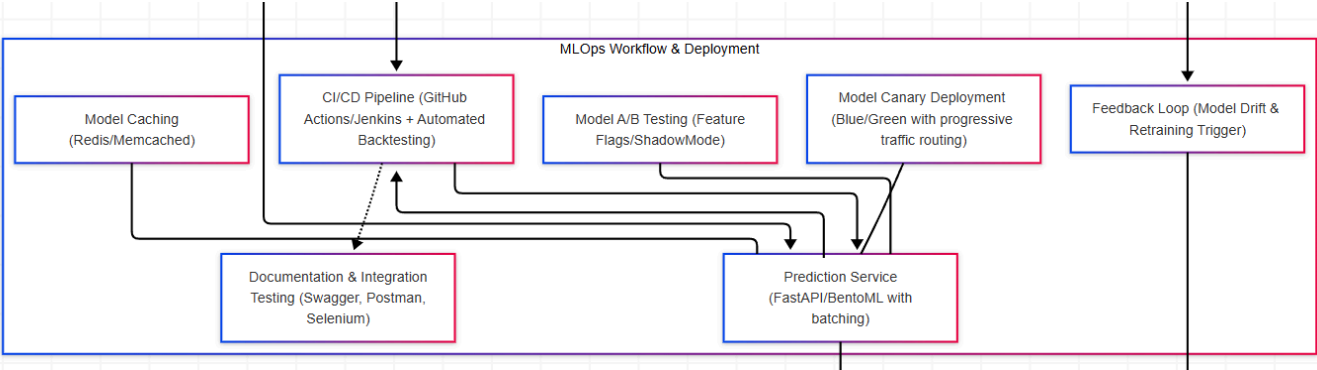 MLOps Workflow & Deployment
Model Caching
(Redis/Memcached)
CI/CD Pipeline (GitHub
Actions/Jenkins + Automated
Backtesting)
Model A/B Testing (Feature
Flags/ShadowMode)
Model Canary Deployment
(Blue/Green with progressive
traffic routing)
Feedback Loop (Model Drift &
Retraining Trigger)
Documentation & Integration
Testing (Swagger, Postman,
Selenium)
Prediction Service
(FastAPI/BentoML with
batching)